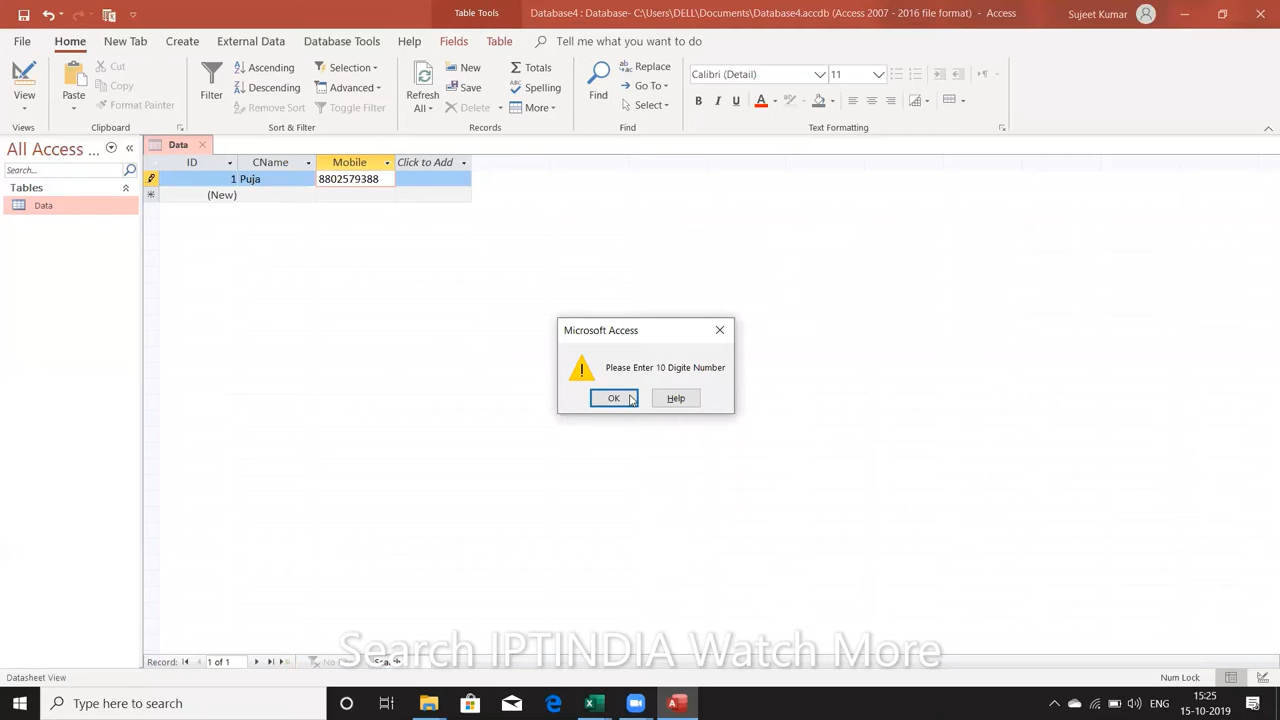 Table Tools
Database4 : Database- C:\Users\DELL\Documents\Database4.accdb (Access 2007 - 2016 file format) - Access
Sujeet Kumar
File Home New Tab Create External Data Database Tools Help Fields Table Tell me what you want to do
View
Views
Paste
Cut
Copy
Format Painter
Clipboard
Filter
Ascending
Descending
Remove Sort
Selection
Advanced
Toggle Filter
Sort & Filter
Refresh All
New
Save
Delete
Totals
Spelling
More
Records
Find
Replace
Go To
Select
Find
Calibri (Detail) 11
B I U A
Text Formatting
All Access ...
Search...
Tables
Data
Data
ID CName Mobile Click to Add
1 Puja 8802579388
(New)
Microsoft Access
Please Enter 10 Digite Number
OK Help
Search IPTINDIA Watch More
Record: 1 of 1 Search
Datasheet View
Num Lock
Type here to search
ENG
15:25
15-10-2019